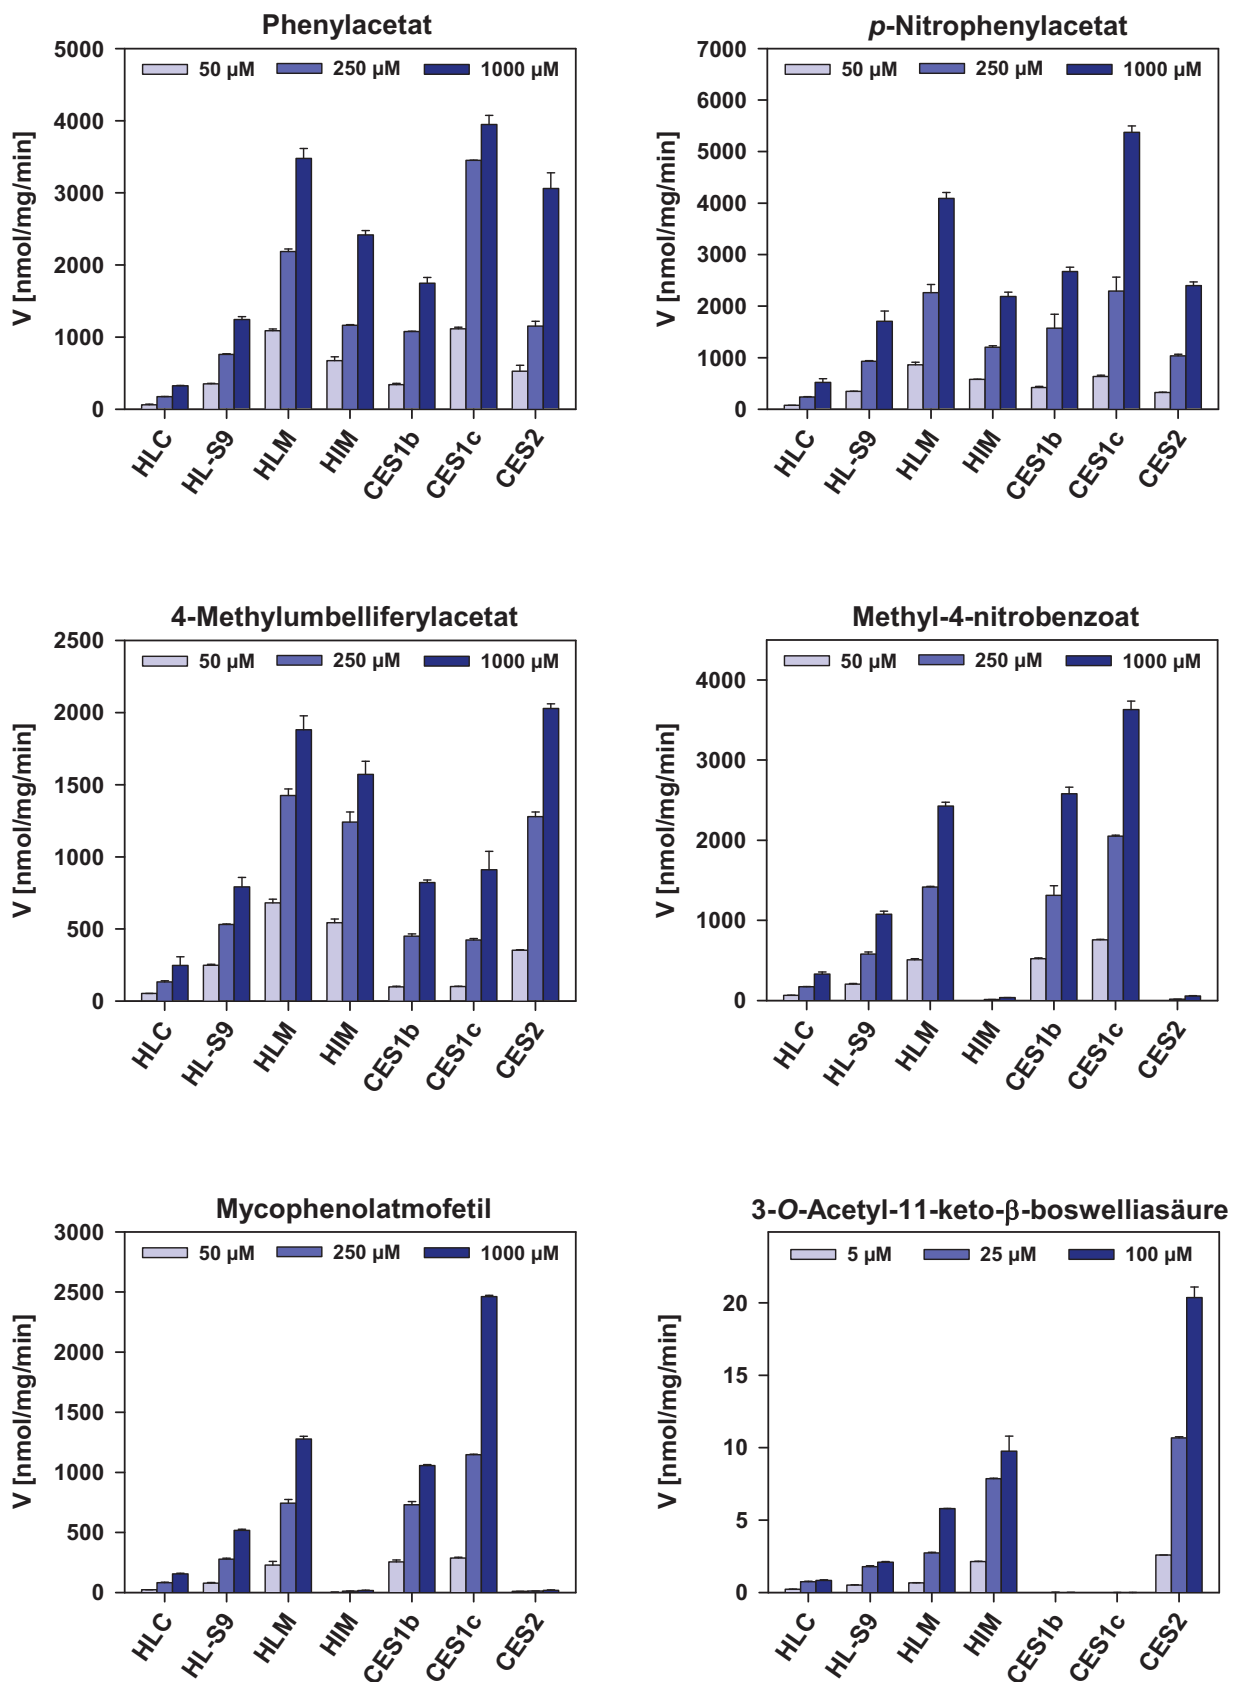 Phenylacetat
5000
4000
3000
2000
1000
0
V [nmol/mg/min]
50 µM 250 µM 1000 µM
HLC HL-S9 HLM HIM CES1b CES1c CES2
p-Nitrophenylacetat
7000
6000
5000
4000
3000
2000
1000
0
V [nmol/mg/min]
50 µM 250 µM 1000 µM
HLC HL-S9 HLM HIM CES1b CES1c CES2
4-Methylumbelliferylacetat
2500
2000
1500
1000
500
0
V [nmol/mg/min]
50 µM 250 µM 1000 µM
HLC HL-S9 HLM HIM CES1b CES1c CES2
Methyl-4-nitrobenzoat
4000
3000
2000
1000
0
V [nmol/mg/min]
50 µM 250 µM 1000 µM
HLC HL-S9 HLM HIM CES1b CES1c CES2
Mycophenolatmofetil
3000
2500
2000
1500
1000
500
0
V [nmol/mg/min]
50 µM 250 µM 1000 µM
HLC HL-S9 HLM HIM CES1b CES1c CES2
3-O-Acetyl-11-keto-β-boswelliasäure
20
15
10
5
0
V [nmol/mg/min]
5 µM 25 µM 100 µM
HLC HL-S9 HLM HIM CES1b CES1c CES2